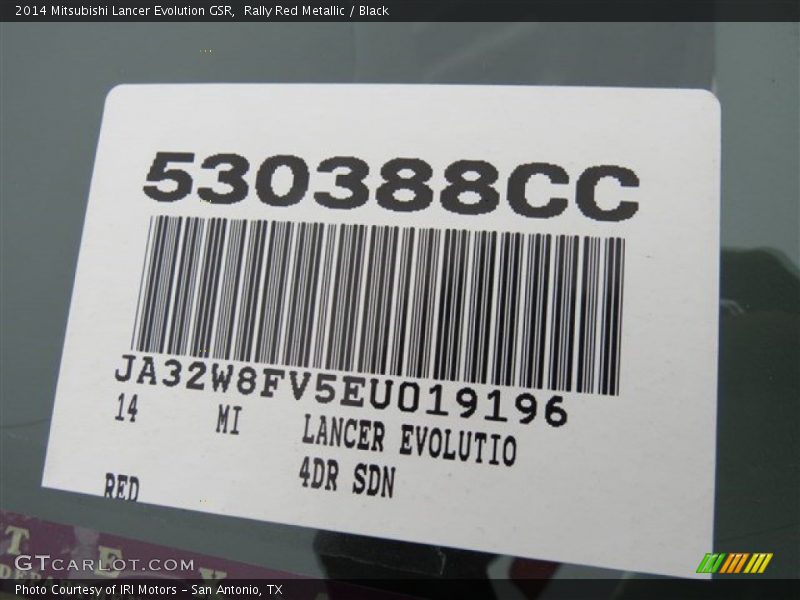 2014 Mitsubishi Lancer Evolution GSR,  Rally Red Metallic / Black
530388CC
JA32W8FV5EU019196
14 MI LANCER EVOLUTIO
4DR SDN
RED
GTCARLOT.COM
Photo Courtesy of IRI Motors – San Antonio, TX